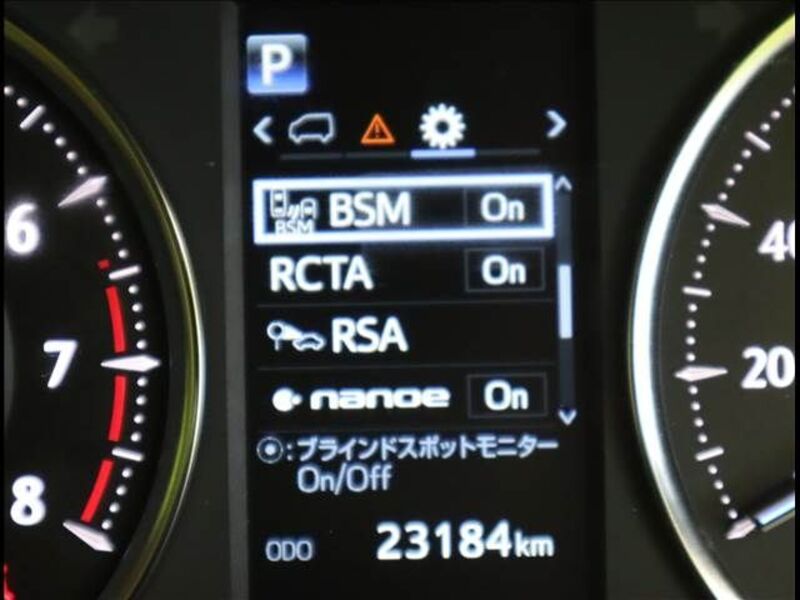 P
BSM BSM On
RCTA On
RSA
nanoe On
:ブラインドスポットモニター
On/Off
ODO 23184km
6
7
8
40
20